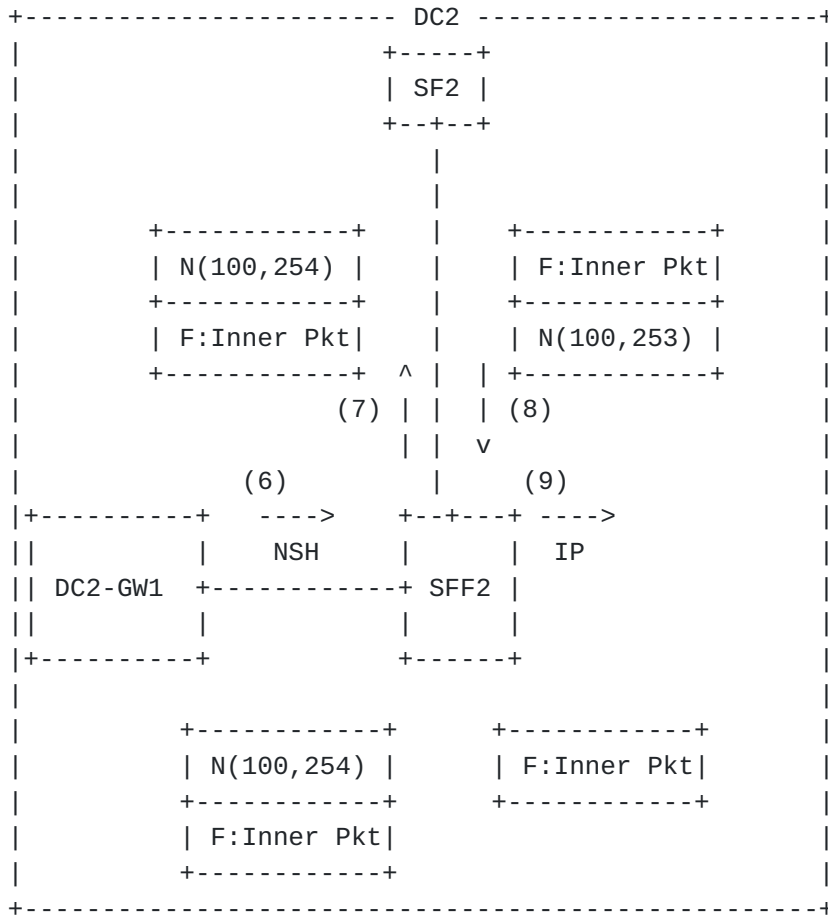 DC2
SF2
N(100,254) F:Inner Pkt
F:Inner Pkt N(100,253)
(7) (8)
(6) (9)
NSH IP
DC2-GW1 SFF2
N(100,254) F:Inner Pkt
F:Inner Pkt